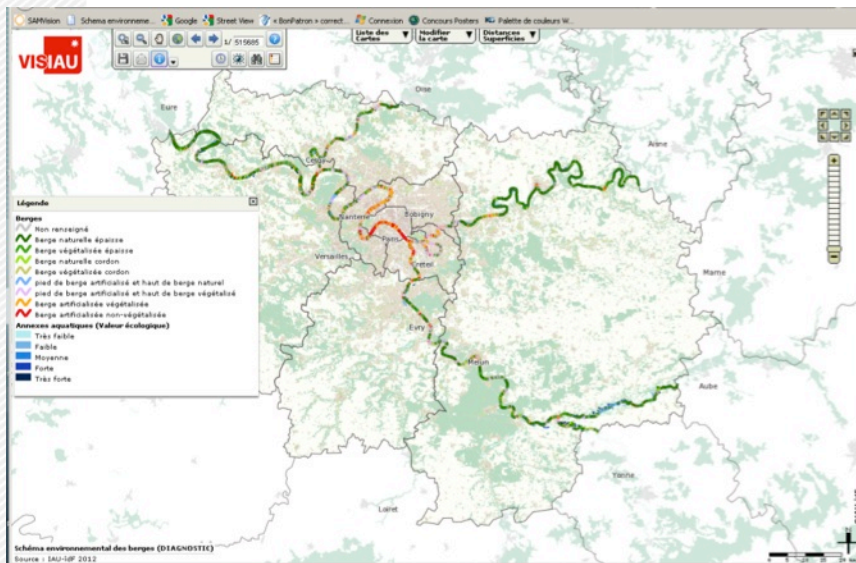 SAMVision Schema environneme... Google Street View « BonPatron » correct... Connexion Concours Posters Palette de couleurs W...
VISIAU
1/ 515685
Liste des Cartes
Modifier la carte
Distances Superficies
Oise
Eure
Aisne
Cergy
Nanterre
Bobigny
Paris
Versailles
Créteil
Marne
Evry
Melun
Aube
Yonne
Loiret
Légende
Berges
Non renseigné
Berge naturelle épaisse
Berge végétalisée épaisse
Berge naturelle cordon
Berge végétalisée cordon
pied de berge artificialisé et haut de berge naturel
pied de berge artificialisé et haut de berge végétalisé
Berge artificialisée végétalisée
Berge artificialisée non-végétalisée
Annexes aquatiques (Valeur écologique)
Très faible
Faible
Moyenne
Forte
Très forte
Schéma environnemental des berges (DIAGNOSTIC)
Source : IAU-îdF 2012